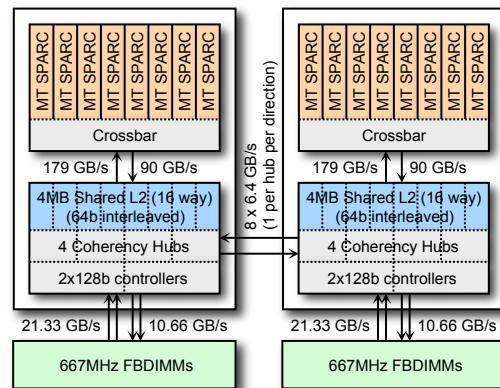 MT SPARC
MT SPARC
MT SPARC
MT SPARC
MT SPARC
MT SPARC
MT SPARC
MT SPARC
Crossbar
179 GB/s
90 GB/s
4MB Shared L2 (16 way)
(64b interleaved)
4 Coherency Hubs
2x128b controllers
21.33 GB/s
10.66 GB/s
667MHz FBDIMMs
8 x 6.4 GB/s
(1 per hub per direction)
MT SPARC
MT SPARC
MT SPARC
MT SPARC
MT SPARC
MT SPARC
MT SPARC
MT SPARC
Crossbar
179 GB/s
90 GB/s
4MB Shared L2 (16 way)
(64b interleaved)
4 Coherency Hubs
2x128b controllers
21.33 GB/s
10.66 GB/s
667MHz FBDIMMs